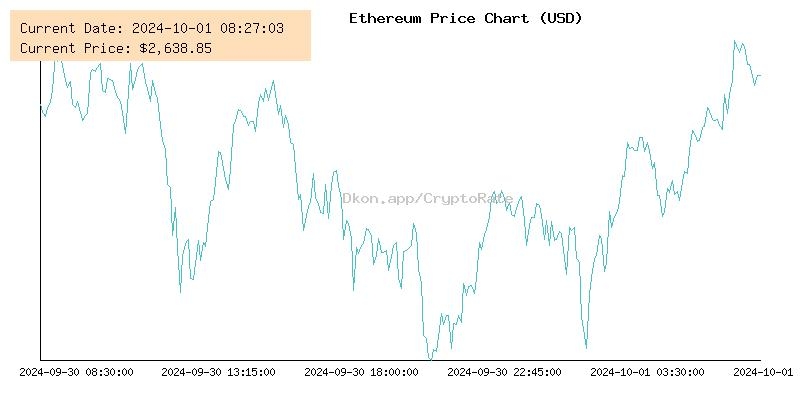 Ethereum Price Chart (USD)
Current Date: 2024-10-01 08:27:03
Current Price: $2,638.85
Dkon.app/CryptoRate
2024-09-30 08:30:00
2024-09-30 13:15:00
2024-09-30 18:00:00
2024-09-30 22:45:00
2024-10-01 03:30:00
2024-10-01